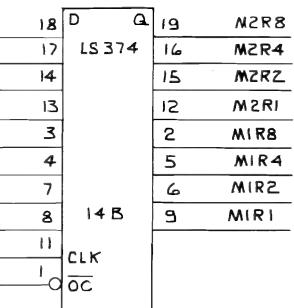 18 D Q 19 M2R8
17 LS374 16 M2R4
14 15 M2R2
13 12 M2R1
3 2 M1R8
4 5 M1R4
7 6 M1R2
8 14B 9 M1R1
11 CLK
1 OC